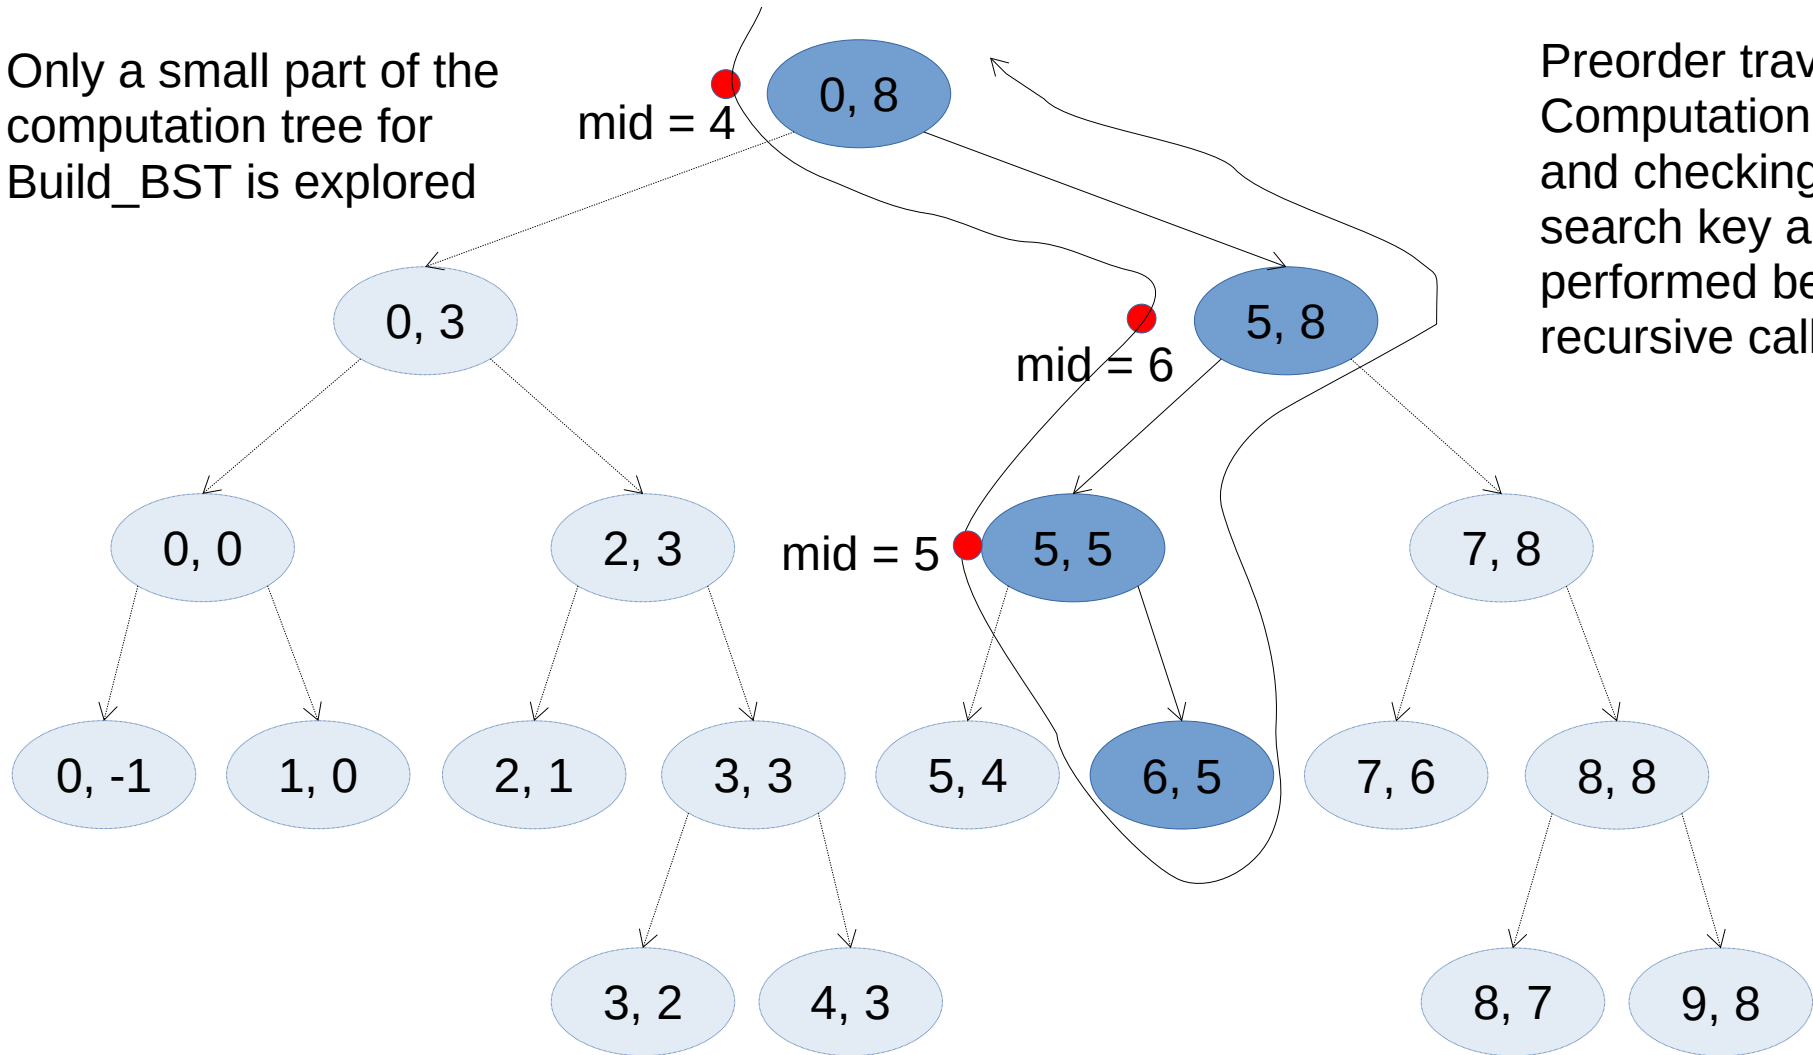 Only a small part of the
computation tree for
Build_BST is explored
Preorder trav
Computation
and checking
search key a
performed be
recursive call
mid = 4
0, 8
0, 3
mid = 6
5, 8
0, 0
2, 3
mid = 5
5, 5
7, 8
0, -1
1, 0
2, 1
3, 3
5, 4
6, 5
7, 6
8, 8
3, 2
4, 3
8, 7
9, 8